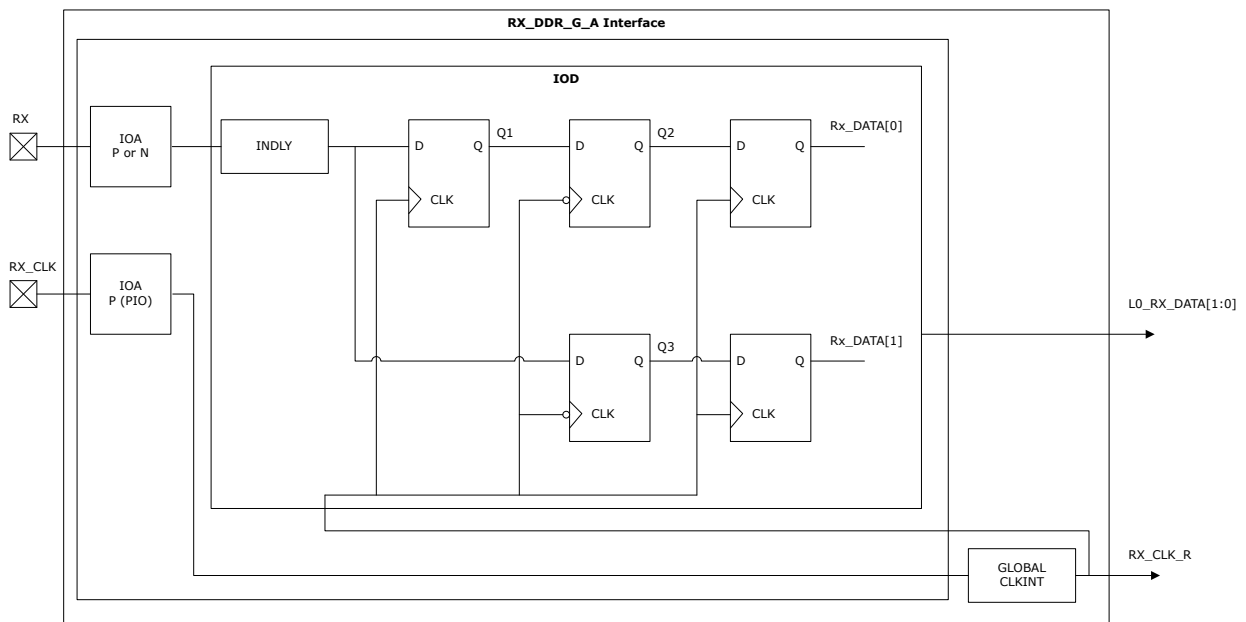 RX_DDR_G_A Interface
IOD
RX
IOA
P or N
INDLY
D
Q
CLK
Q1
D
Q
CLK
Q2
D
Q
CLK
Rx_DATA[0]
RX_CLK
IOA
P (PIO)
L0_RX_DATA[1:0]
D
Q
CLK
Q3
D
Q
CLK
Rx_DATA[1]
GLOBAL
CLKINT
RX_CLK_R